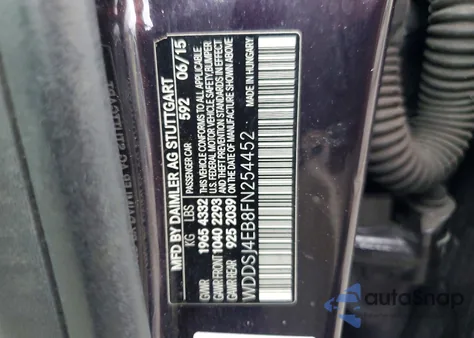 MFD BY DAIMLER AG STUTTGART
PASSENGER CAR 592 06/15
KG LBS
GVWR 1965 4332
GAWR FRONT 1040 2293
GAWR REAR 925 2039
THIS VEHICLE CONFORMS TO ALL APPLICABLE
U.S. FEDERAL MOTOR VEHICLE SAFETY, BUMPER
AND THEFT PREVENTION STANDARDS IN EFFECT
ON THE DATE OF MANUFACTURE SHOWN ABOVE
WDDSJ4EB8FN254452
MADE IN HUNGARY
autoSnap